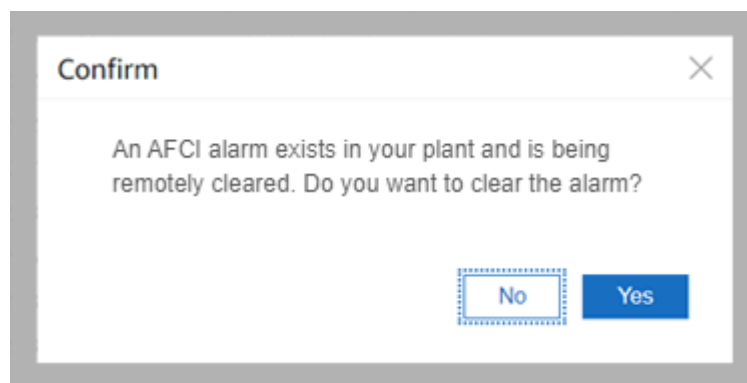 Confirm
An AFCI alarm exists in your plant and is being
remotely cleared. Do you want to clear the alarm?
No
Yes